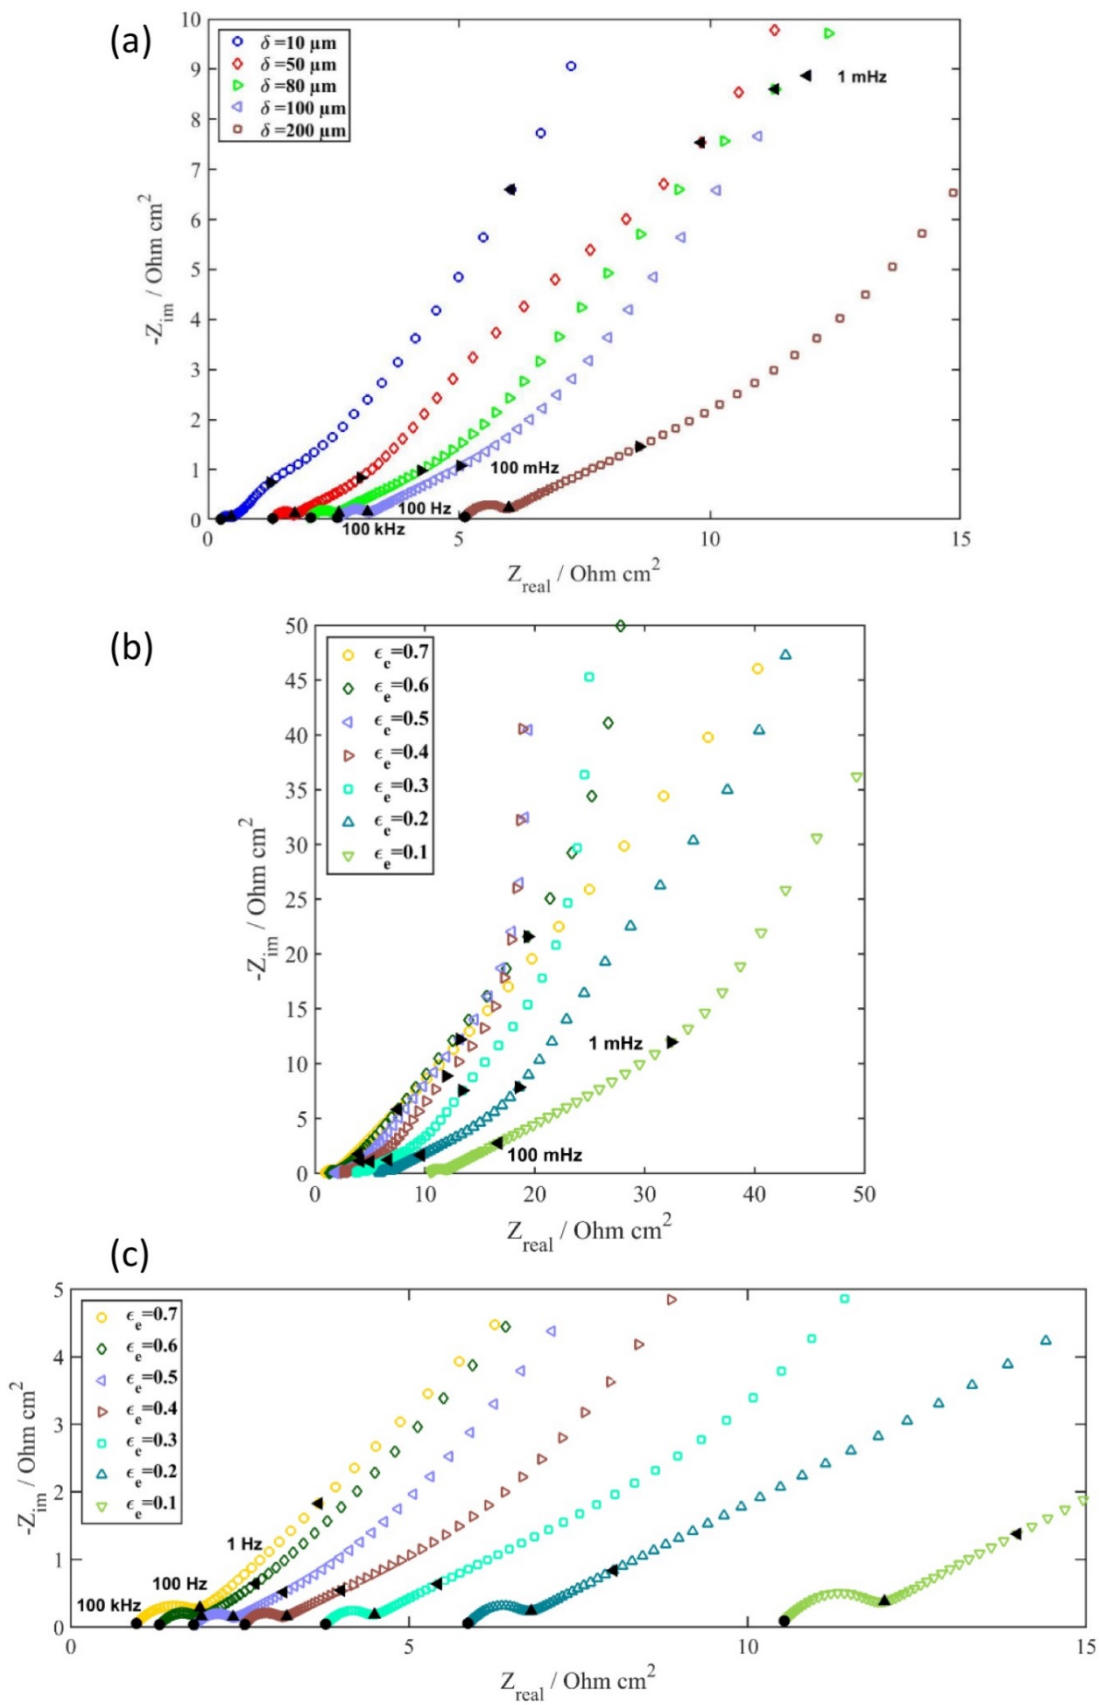 (a)
δ =10 µm
δ =50 µm
δ =80 µm
δ =100 µm
δ =200 µm
10
9
8
7
6
5
4
3
2
1
0
-Z_im / Ohm cm^2
1 mHz
100 mHz
100 Hz
100 kHz
0
5
10
15
Z_real / Ohm cm^2
(b)
ϵ_e=0.7
ϵ_e=0.6
ϵ_e=0.5
ϵ_e=0.4
ϵ_e=0.3
ϵ_e=0.2
ϵ_e=0.1
50
45
40
35
30
25
20
15
10
5
0
-Z_im / Ohm cm^2
1 mHz
100 mHz
0
10
20
30
40
50
Z_real / Ohm cm^2
(c)
ϵ_e=0.7
ϵ_e=0.6
ϵ_e=0.5
ϵ_e=0.4
ϵ_e=0.3
ϵ_e=0.2
ϵ_e=0.1
5
4
3
2
1
0
-Z_im / Ohm cm^2
1 Hz
100 Hz
100 kHz
0
5
10
15
Z_real / Ohm cm^2